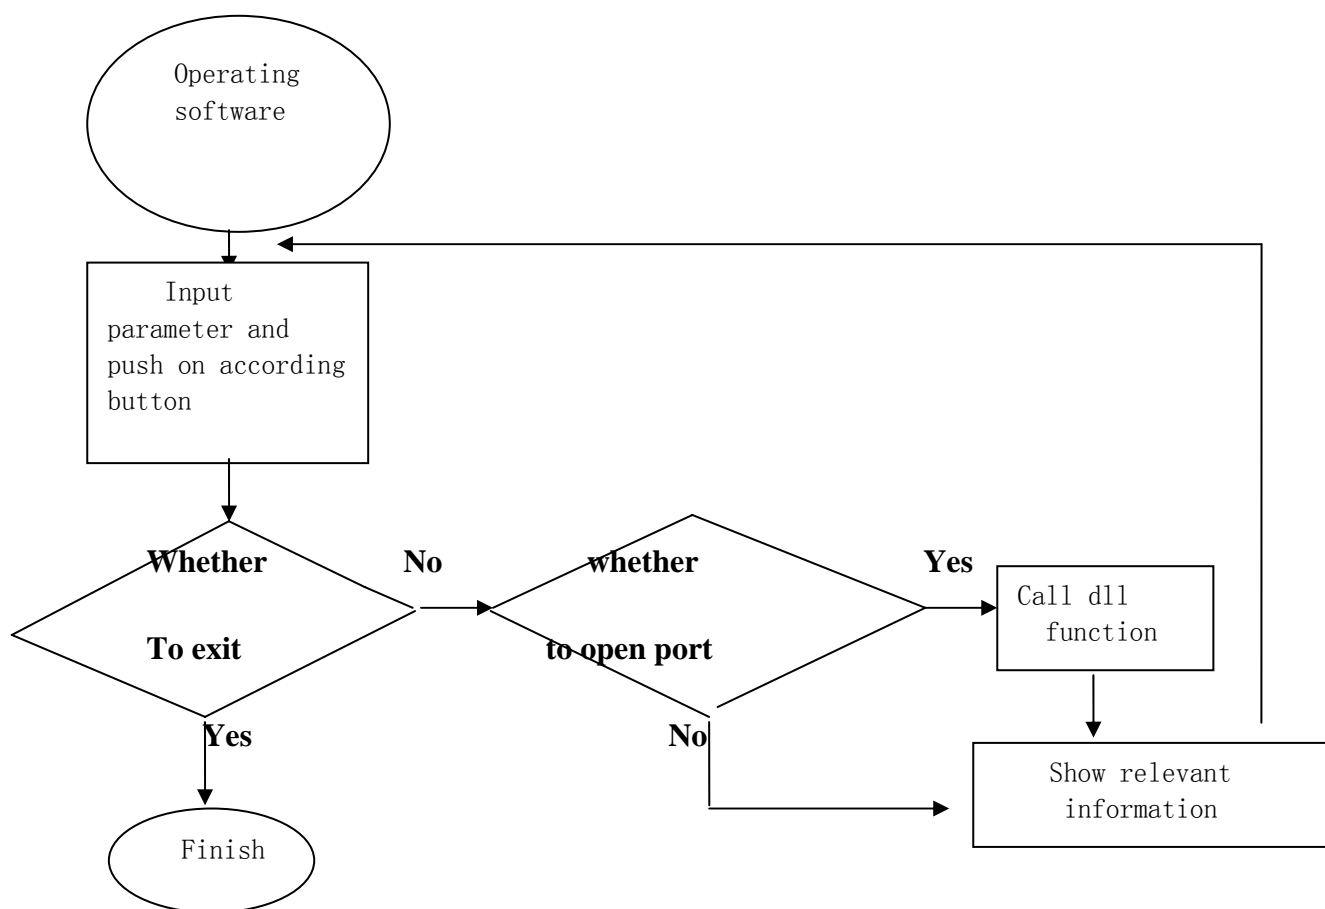 Operating
software
Input
parameter and
push on according
button
Whether
To exit
No
whether
to open port
Yes
Call dll
function
Yes
No
Show relevant
information
Finish